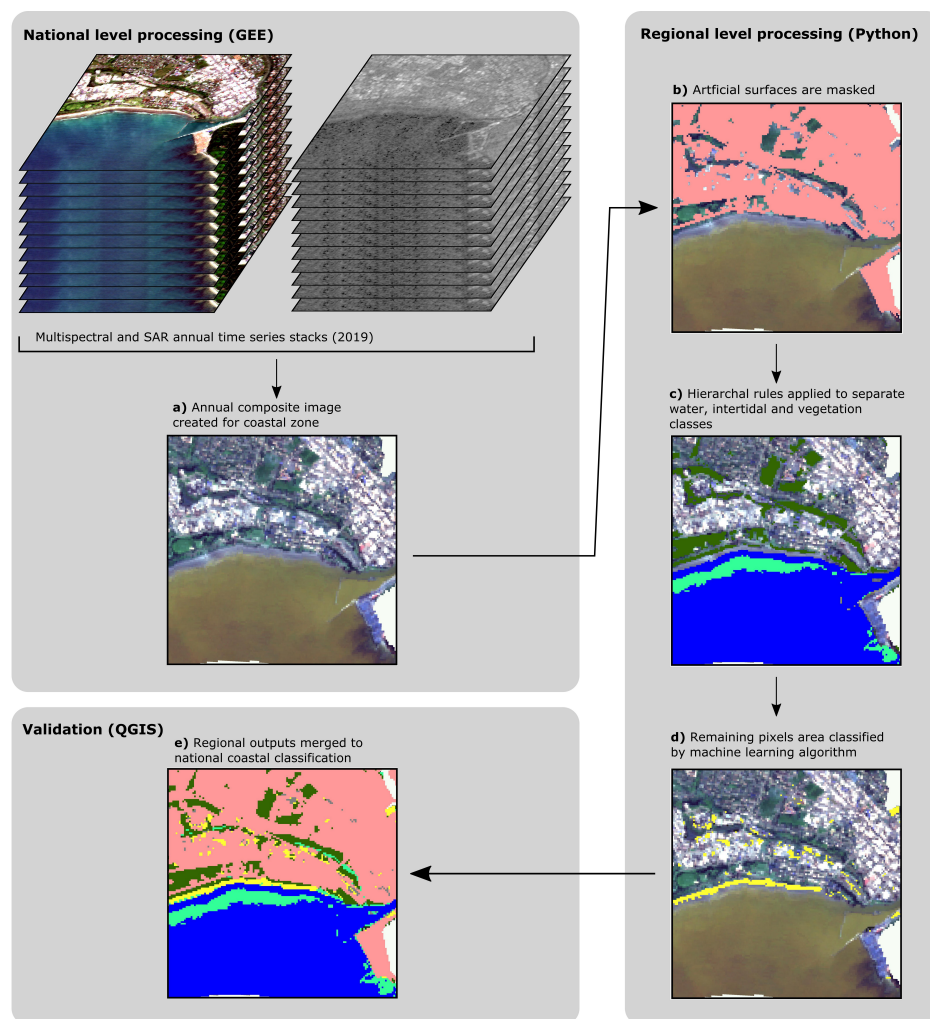 National level processing (GEE)
Multispectral and SAR annual time series stacks (2019)
a) Annual composite image
created for coastal zone
Regional level processing (Python)
b) Artficial surfaces are masked
c) Hierarchal rules applied to separate
water, intertidal and vegetation
classes
d) Remaining pixels area classified
by machine learning algorithm
Validation (QGIS)
e) Regional outputs merged to
national coastal classification